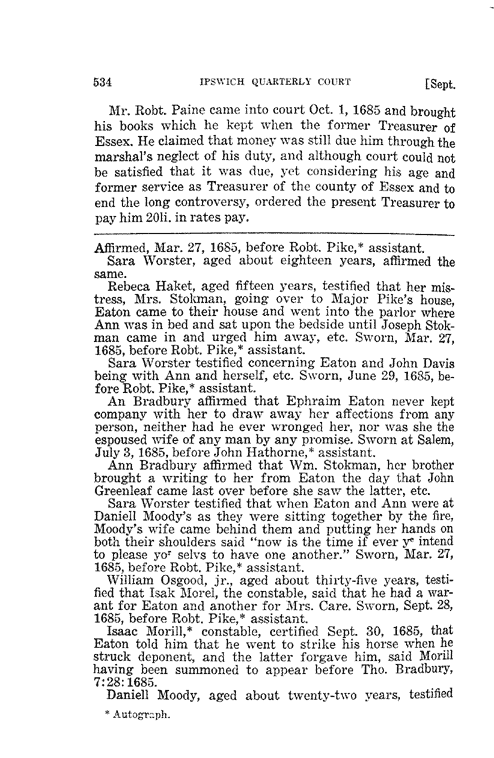 534 IPSWICH QUARTERLY COURT [Sept.
Mr. Robt. Paine came into court Oct. 1, 1685 and brought
his books which he kept when the former Treasurer of
Essex. He claimed that money was still due him through the
marshal's neglect of his duty, and although court could not
be satisfied that it was due, yet considering his age and
former service as Treasurer of the county of Essex and to
end the long controversy, ordered the present Treasurer to
pay him 20li. in rates pay.
Affirmed, Mar. 27, 1685, before Robt. Pike,* assistant.
Sara Worster, aged about eighteen years, affirmed the
same.
Rebeca Haket, aged fifteen years, testified that her mis-
tress, Mrs. Stokman, going over to Major Pike's house,
Eaton came to their house and went into the parlor where
Ann was in bed and sat upon the bedside until Joseph Stok-
man came in and urged him away, etc. Sworn, Mar. 27,
1685, before Robt. Pike,* assistant.
Sara Worster testified concerning Eaton and John Davis
being with Ann and herself, etc. Sworn, June 29, 1685, be-
fore Robt. Pike,* assistant.
An Bradbury affirmed that Ephraim Eaton never kept
company with her to draw away her affections from any
person, neither had he ever wronged her, nor was she the
espoused wife of any man by any promise. Sworn at Salem,
July 3, 1685, before John Hathorne,* assistant.
Ann Bradbury affirmed that Wm. Stokman, her brother
brought a writing to her from Eaton the day that John
Greenleaf came last over before she saw the latter, etc.
Sara Worster testified that when Eaton and Ann were at
Daniell Moody's as they were sitting together by the fire,
Moody's wife came behind them and putting her hands on
both their shoulders said "now is the time if ever yᵉ intend
to please yoʳ selvs to have one another." Sworn, Mar. 27,
1685, before Robt. Pike,* assistant.
William Osgood, jr., aged about thirty-five years, testi-
fied that Isak Morel, the constable, said that he had a war-
ant for Eaton and another for Mrs. Care. Sworn, Sept. 28,
1685, before Robt. Pike,* assistant.
Isaac Morill,* constable, certified Sept. 30, 1685, that
Eaton told him that he went to strike his horse when he
struck deponent, and the latter forgave him, said Morill
having been summoned to appear before Tho. Bradbury,
7:28:1685.
Daniell Moody, aged about twenty-two years, testified
* Autograph.